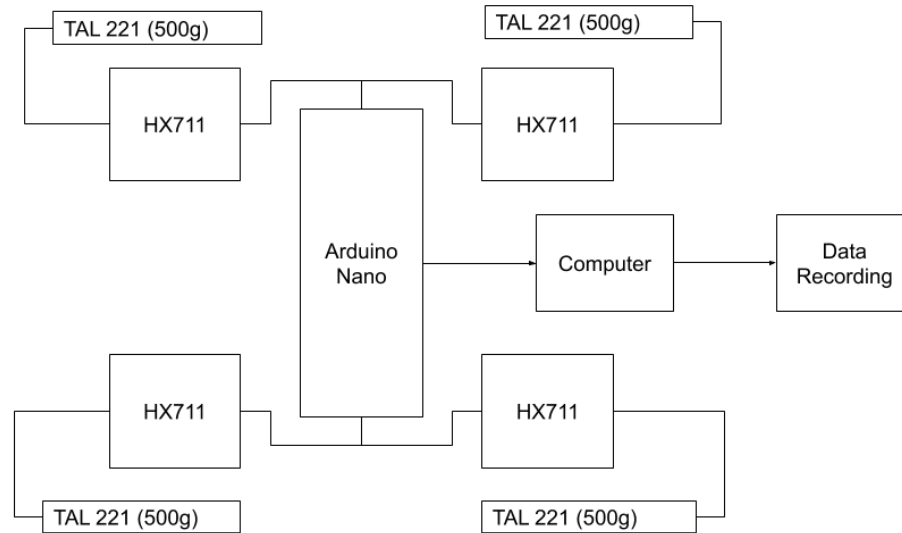 TAL 221 (500g)
TAL 221 (500g)
HX711
HX711
Arduino
Nano
Computer
Data
Recording
HX711
HX711
TAL 221 (500g)
TAL 221 (500g)